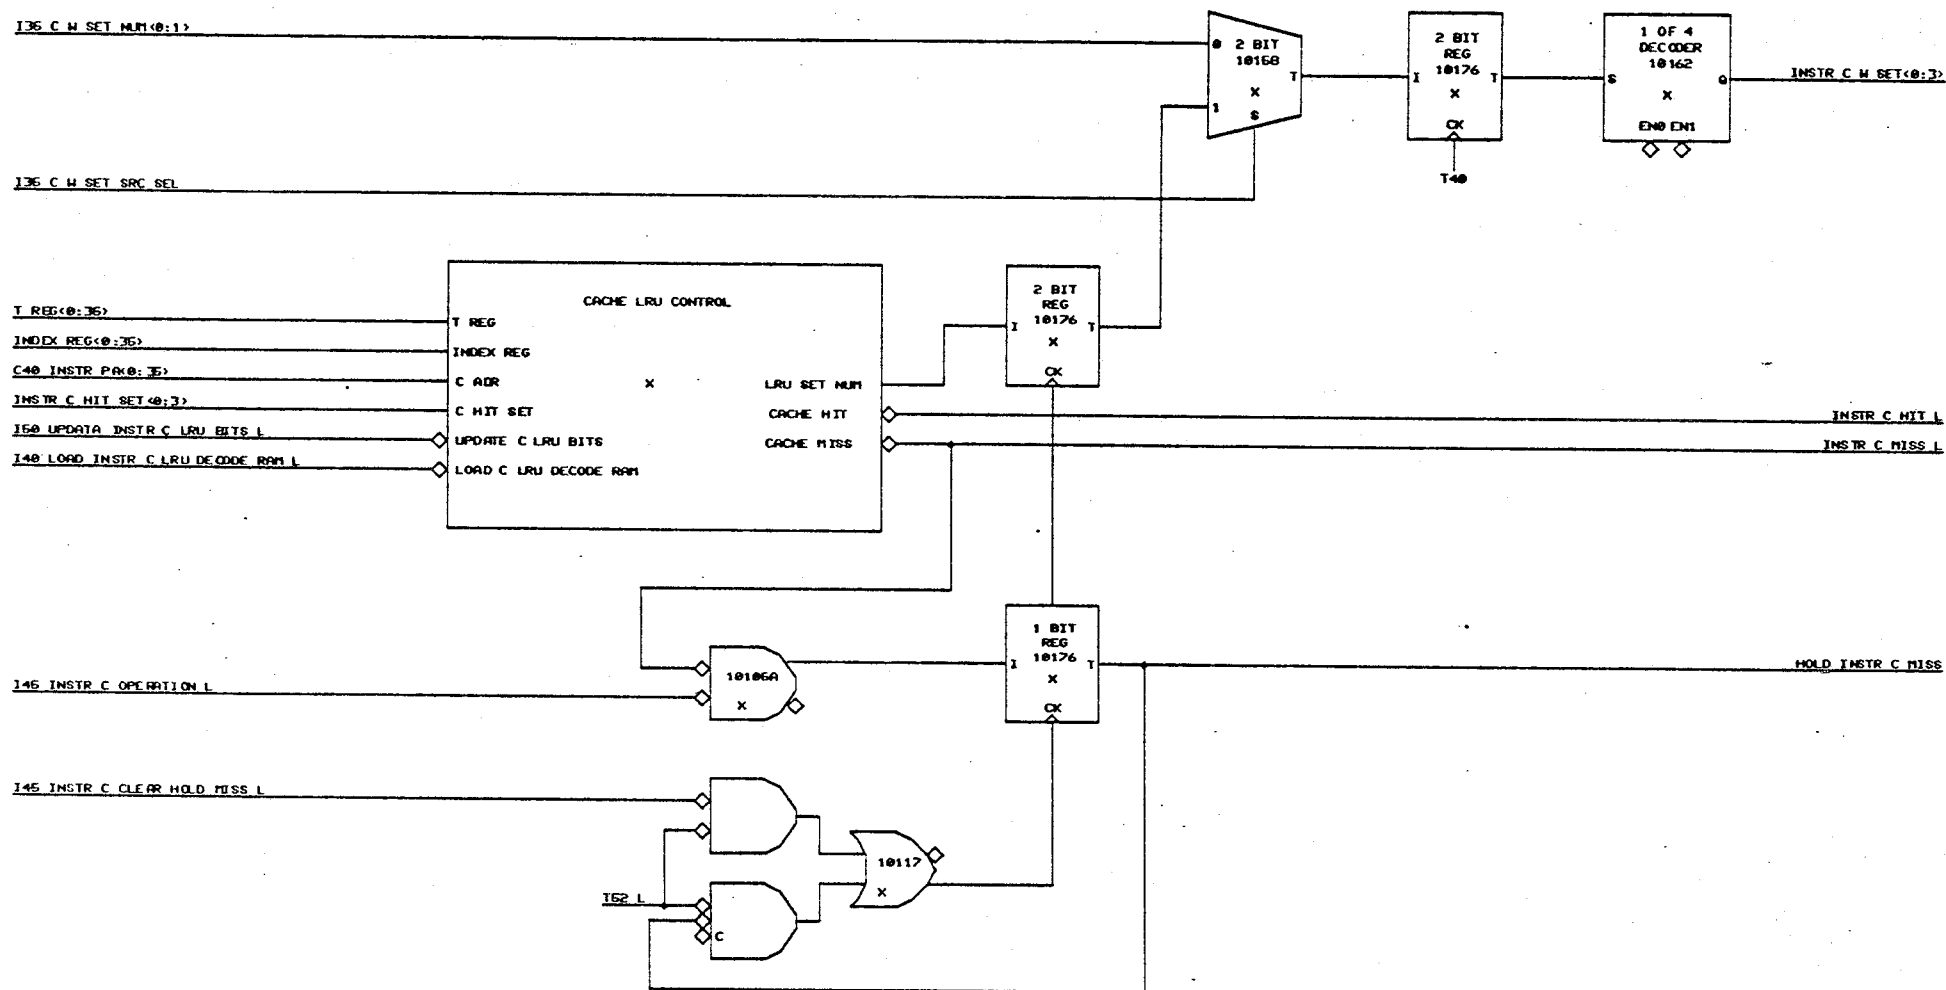 I36 C W SET NUM<0:1>
0 2 BIT
10158
T
X
1
S
2 BIT
REG
I 10176 T
X
CK
T40
1 OF 4
DECODER
10162
S Q
X
EN0 EN1
INSTR C W SET<0:3>
I36 C W SET SRC SEL
CACHE LRU CONTROL
T REG<0:36>
T REG
INDEX REG<0:36>
INDEX REG
C40 INSTR PA<0:35>
C ADR
X
LRU SET NUM
INSTR C HIT SET<0:3>
C HIT SET
CACHE HIT
INSTR C HIT L
I60 UPDATA INSTR C LRU BITS L
UPDATE C LRU BITS
CACHE MISS
INSTR C MISS L
I40 LOAD INSTR C LRU DECODE RAM L
LOAD C LRU DECODE RAM
2 BIT
REG
I 10176 T
X
CK
1 BIT
REG
I 10176 T
X
CK
HOLD INSTR C MISS
10106A
X
I45 INSTR C OPERATION L
I45 INSTR C CLEAR HOLD MISS L
10117
X
T62 L
C